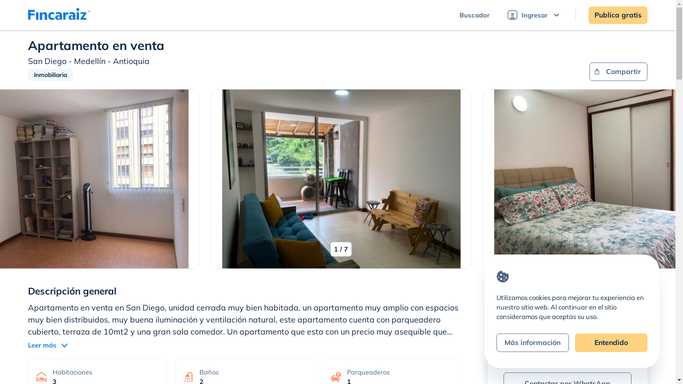 Fincaraiz
Buscador
Ingresar
Publica gratis
Apartamento en venta
San Diego - Medellín - Antioquia
Inmobiliaria
Compartir
1 / 7
Descripción general
Apartamento en venta en San Diego, unidad cerrada muy bien habitada, un apartamento muy amplio con espacios
muy bien distribuidos, muy buena iluminación y ventilación natural, este apartamento cuenta con parqueadero
cubierto, terraza de 10mt2 y una gran sala comedor. Un apartamento que esta con un precio muy asequible que...
Leer más
Habitaciones
3
Baños
2
Parqueaderos
1
Utilizamos cookies para mejorar tu experiencia en
nuestro sitio web. Al continuar en el sitio
consideramos que aceptas su uso.
Más información
Entendido
Contactar por WhatsApp